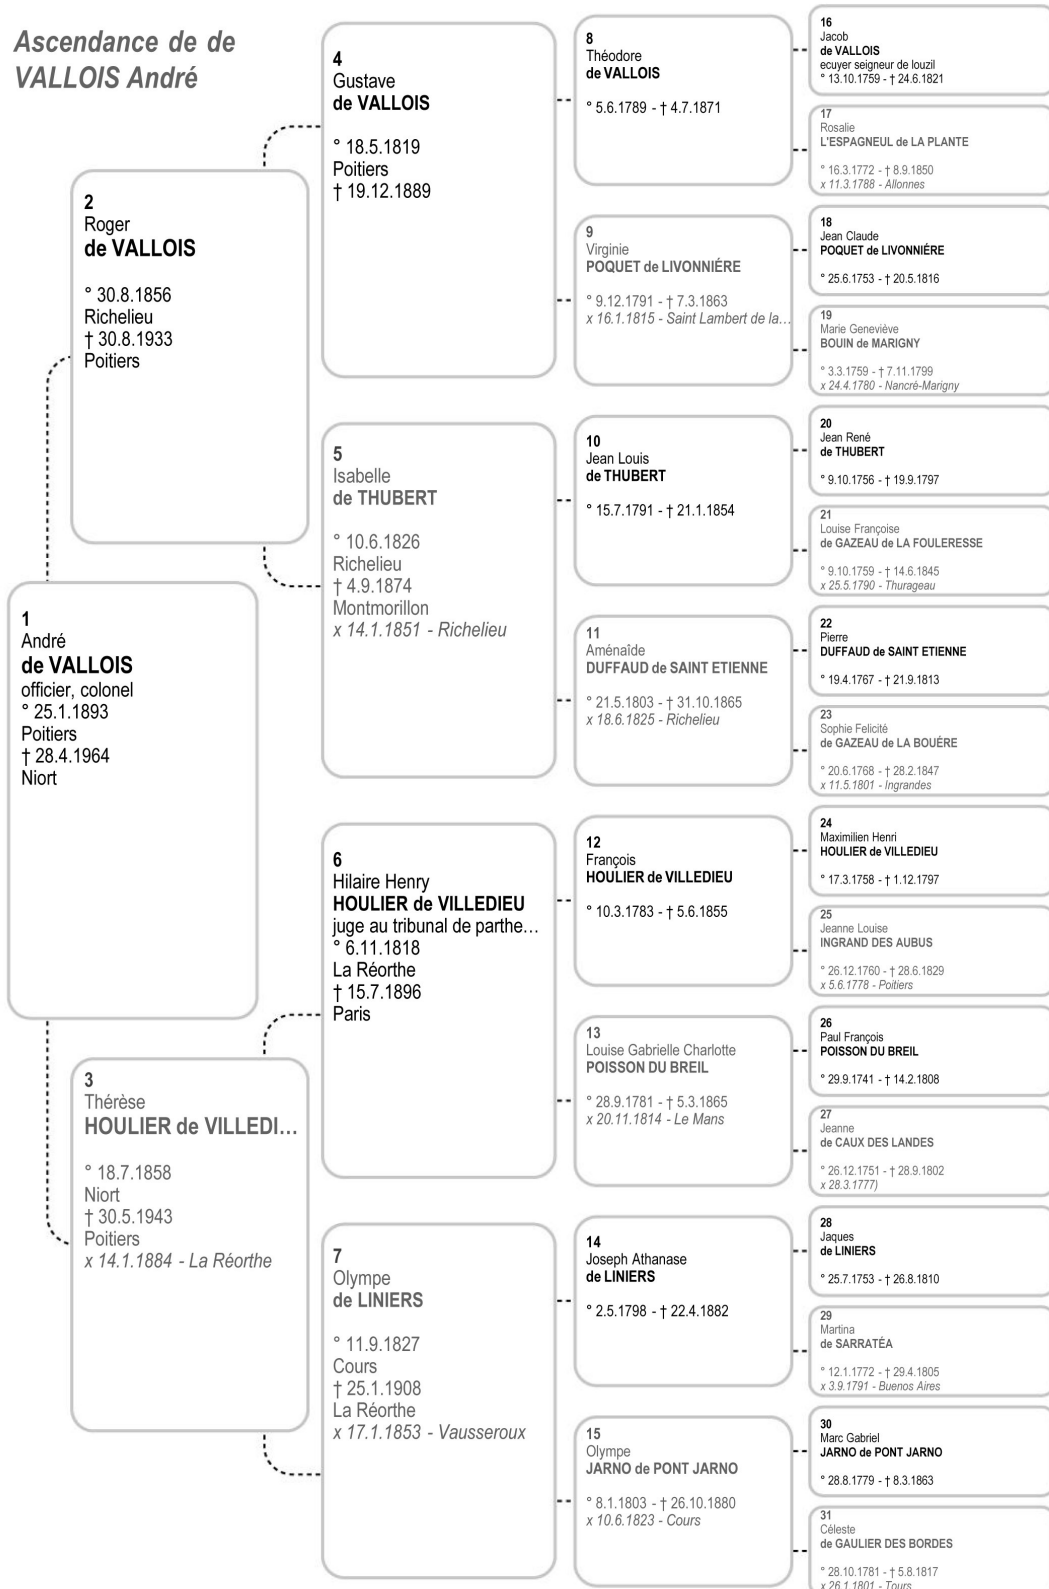 Ascendance de de
VALLOIS André
1
André
de VALLOIS
officier, colonel
° 25.1.1893
Poitiers
† 28.4.1964
Niort
2
Roger
de VALLOIS
° 30.8.1856
Richelieu
† 30.8.1933
Poitiers
3
Thérèse
HOULIER de VILLEDI…
° 18.7.1858
Niort
† 30.5.1943
Poitiers
x 14.1.1884 - La Réorthe
4
Gustave
de VALLOIS
° 18.5.1819
Poitiers
† 19.12.1889
5
Isabelle
de THUBERT
° 10.6.1826
Richelieu
† 4.9.1874
Montmorillon
x 14.1.1851 - Richelieu
6
Hilaire Henry
HOULIER de VILLEDIEU
juge au tribunal de parthe…
° 6.11.1818
La Réorthe
† 15.7.1896
Paris
7
Olympe
de LINIERS
° 11.9.1827
Cours
† 25.1.1908
La Réorthe
x 17.1.1853 - Vausseroux
8
Théodore
de VALLOIS
° 5.6.1789 - † 4.7.1871
9
Virginie
POQUET de LIVONNIÉRE
° 9.12.1791 - † 7.3.1863
x 16.1.1815 - Saint Lambert de la…
10
Jean Louis
de THUBERT
° 15.7.1791 - † 21.1.1854
11
Aménaîde
DUFFAUD de SAINT ETIENNE
° 21.5.1803 - † 31.10.1865
x 18.6.1825 - Richelieu
12
François
HOULIER de VILLEDIEU
° 10.3.1783 - † 5.6.1855
13
Louise Gabrielle Charlotte
POISSON DU BREIL
° 28.9.1781 - † 5.3.1865
x 20.11.1814 - Le Mans
14
Joseph Athanase
de LINIERS
° 2.5.1798 - † 22.4.1882
15
Olympe
JARNO de PONT JARNO
° 8.1.1803 - † 26.10.1880
x 10.6.1823 - Cours
16
Jacob
de VALLOIS
ecuyer seigneur de louzil
° 13.10.1759 - † 24.6.1821
17
Rosalie
L'ESPAGNEUL de LA PLANTE
° 16.3.1772 - † 8.9.1850
x 11.3.1788 - Allonnes
18
Jean Claude
POQUET de LIVONNIÉRE
° 25.6.1753 - † 20.5.1816
19
Marie Geneviève
BOUIN de MARIGNY
° 3.3.1759 - † 7.11.1799
x 24.4.1780 - Nancré-Marigny
20
Jean René
de THUBERT
° 9.10.1756 - † 19.9.1797
21
Louise Françoise
de GAZEAU de LA FOULERESSE
° 9.10.1759 - † 14.6.1845
x 25.5.1790 - Thurageau
22
Pierre
DUFFAUD de SAINT ETIENNE
° 19.4.1767 - † 21.9.1813
23
Sophie Felicité
de GAZEAU de LA BOUÉRE
° 20.6.1768 - † 28.2.1847
x 11.5.1801 - Ingrandes
24
Maximilien Henri
HOULIER de VILLEDIEU
° 17.3.1758 - † 1.12.1797
25
Jeanne Louise
INGRAND DES AUBUS
° 26.12.1760 - † 28.6.1829
x 5.6.1778 - Poitiers
26
Paul François
POISSON DU BREIL
° 29.9.1741 - † 14.2.1808
27
Jeanne
de CAUX DES LANDES
° 26.12.1751 - † 28.9.1802
x 28.3.1777)
28
Jaques
de LINIERS
° 25.7.1753 - † 26.8.1810
29
Martina
de SARRATÉA
° 12.1.1772 - † 29.4.1805
x 3.9.1791 - Buenos Aires
30
Marc Gabriel
JARNO de PONT JARNO
° 28.8.1779 - † 8.3.1863
31
Céleste
de GAULIER DES BORDES
° 28.10.1781 - † 5.8.1817
x 26.1.1801 - Tours